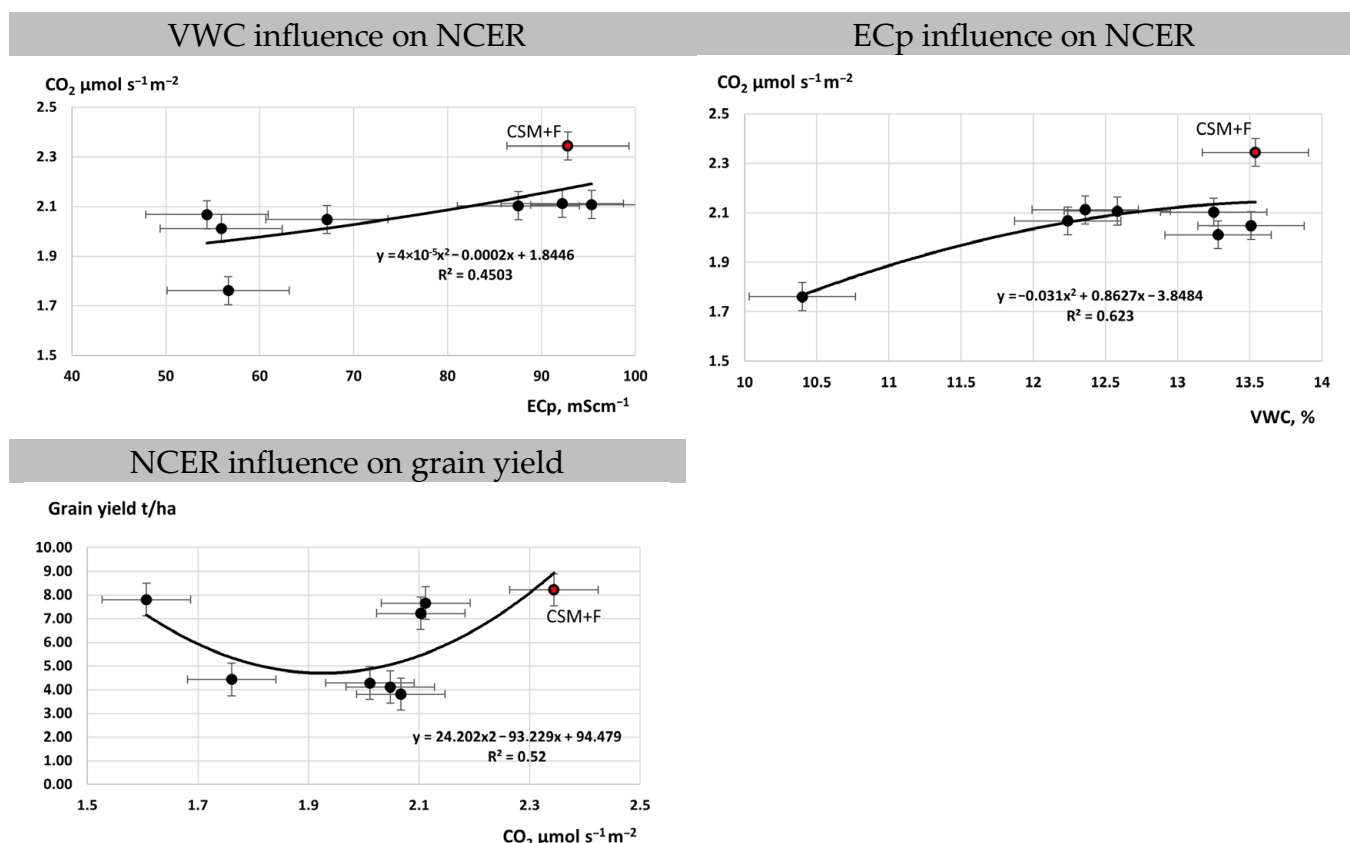 VWC influence on NCER
CO₂ µmol s⁻¹m⁻²
2.5
2.3
2.1
1.9
1.7
1.5
CSM+F
y = 4×10⁻⁵x² − 0.0002x + 1.8446
R² = 0.4503
40 50 60 70 80 90 100
ECp, mScm⁻¹
ECp influence on NCER
CO₂ µmol s⁻¹m⁻²
2.5
2.3
2.1
1.9
1.7
1.5
CSM+F
y = −0.031x² + 0.8627x − 3.8484
R² = 0.623
10 10.5 11 11.5 12 12.5 13 13.5 14
VWC, %
NCER influence on grain yield
Grain yield t/ha
10.00
9.00
8.00
7.00
6.00
5.00
4.00
3.00
2.00
1.00
0.00
CSM+F
y = 24.202x2 − 93.229x + 94.479
R² = 0.52
1.5 1.7 1.9 2.1 2.3 2.5
CO₂ µmol s⁻¹m⁻²